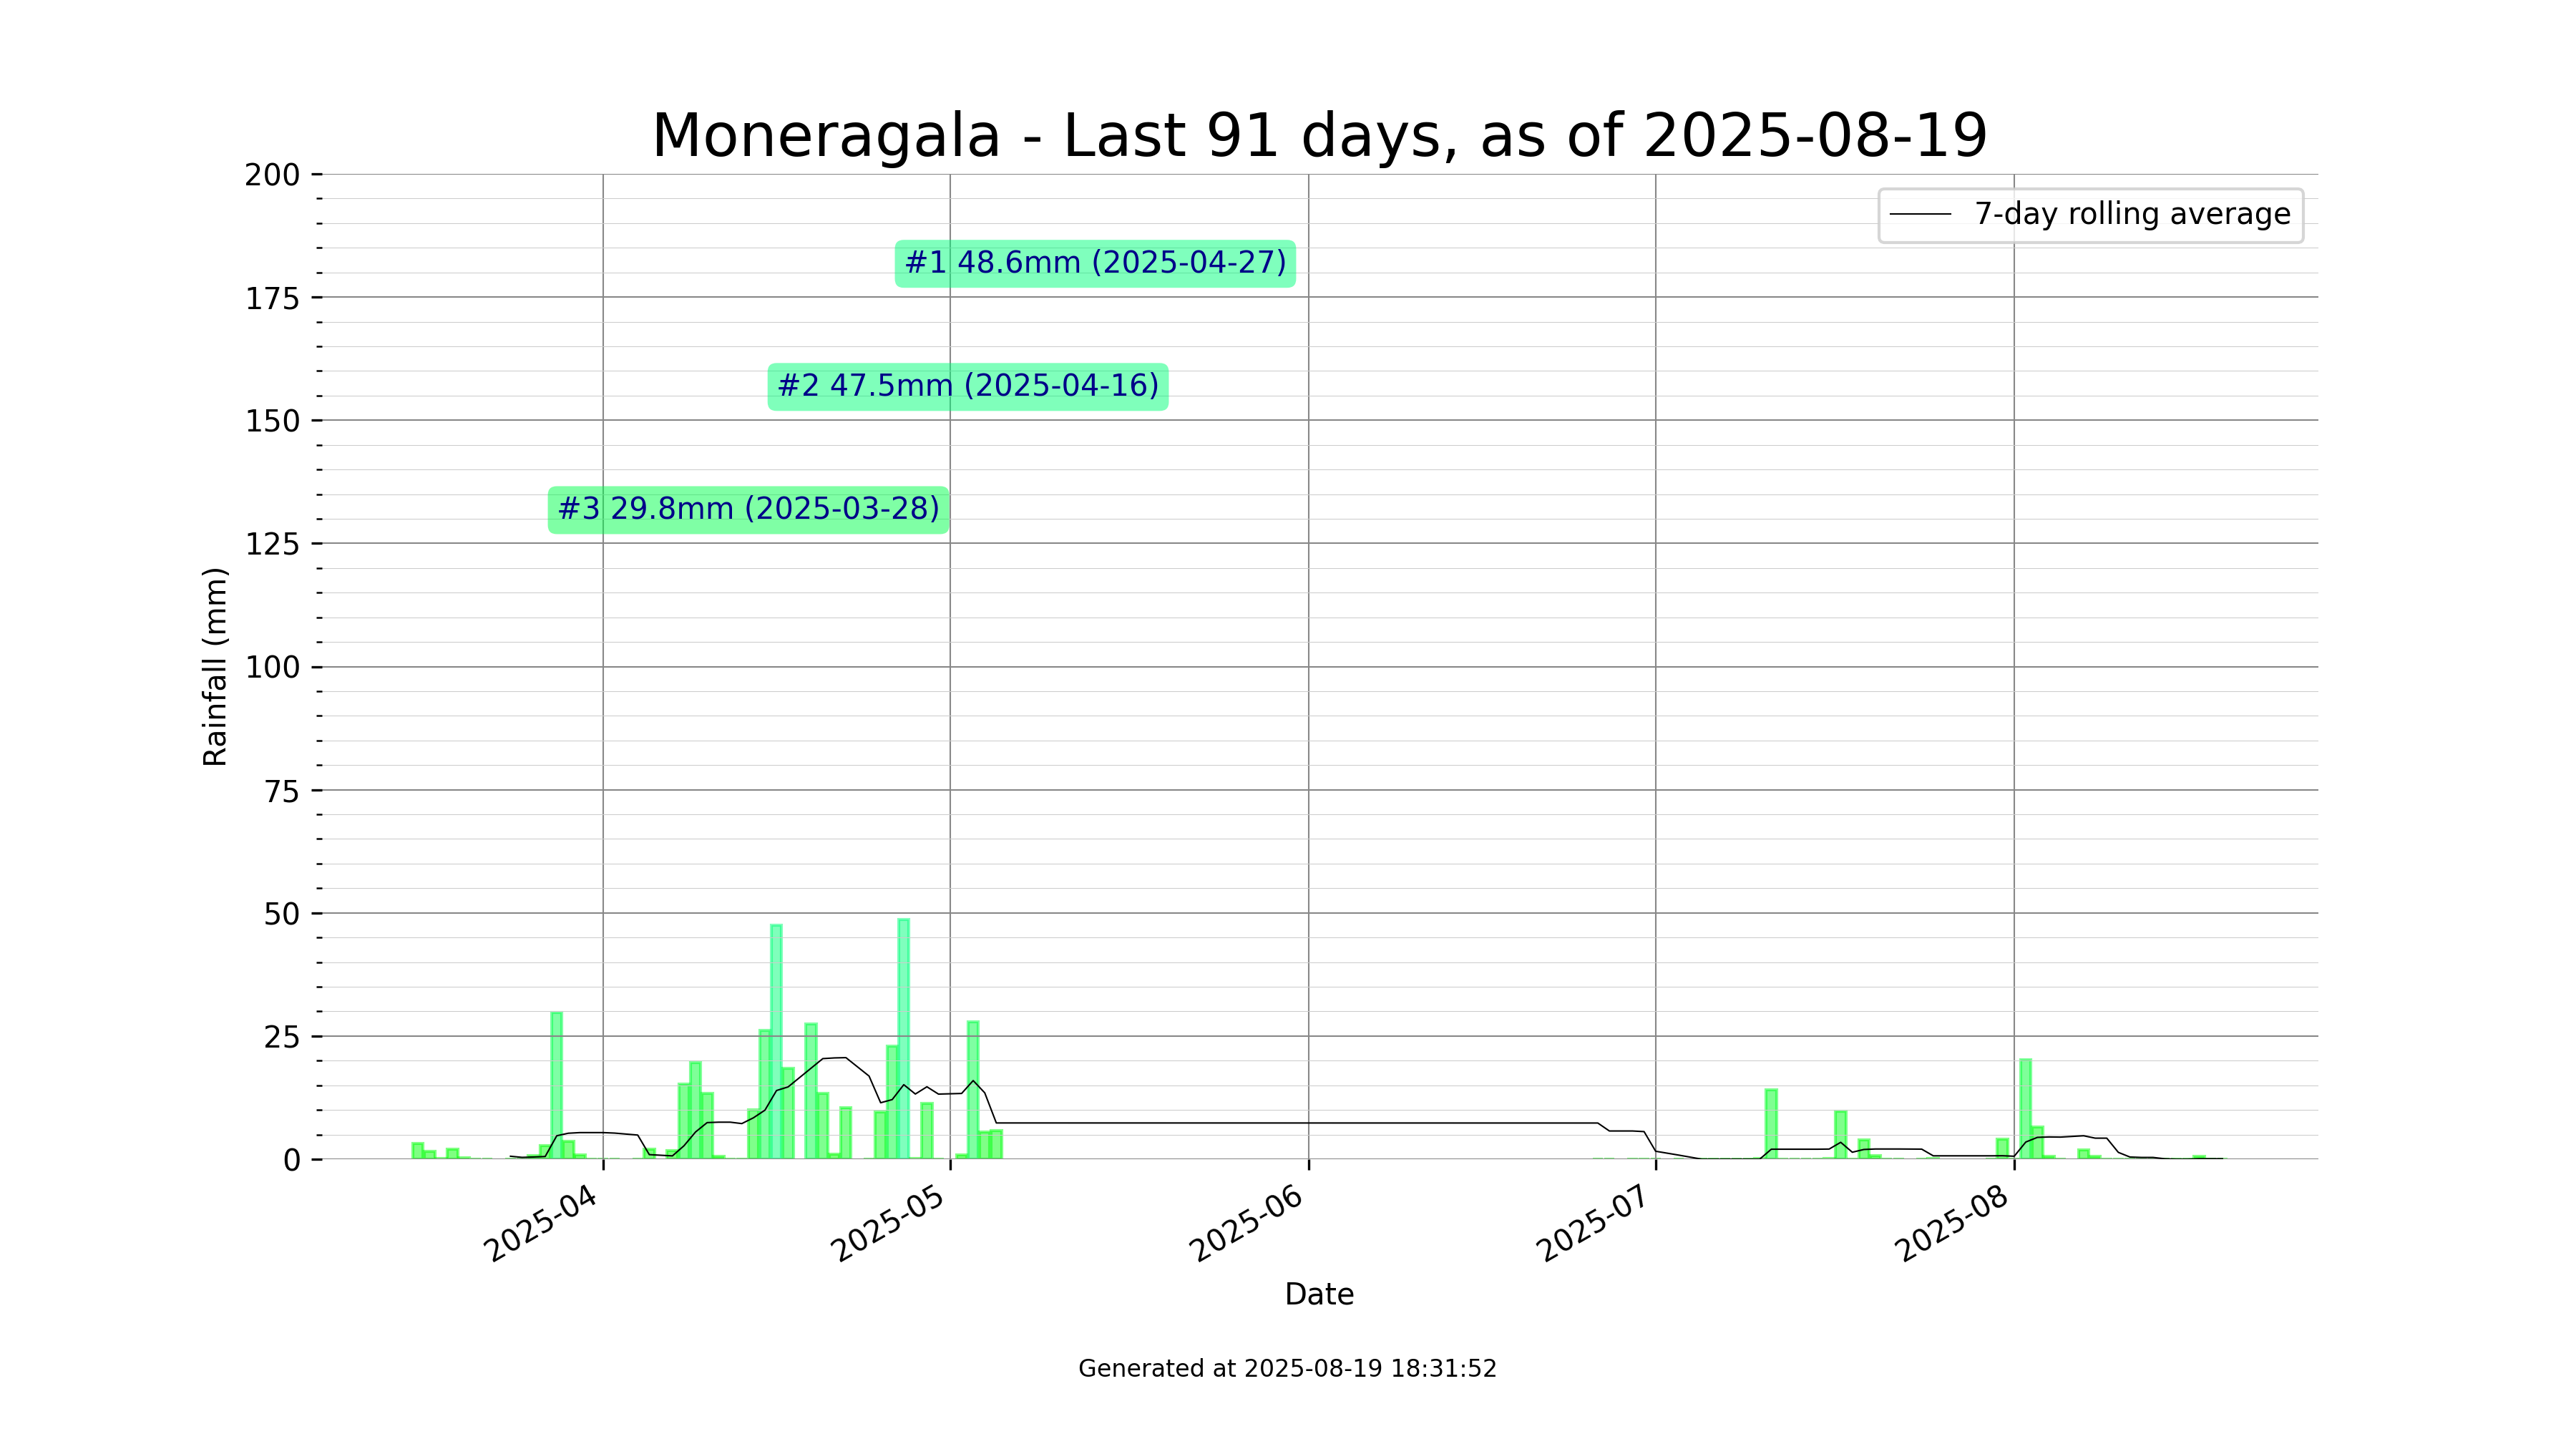 Moneragala - Last 91 days, as of 2025-08-19
200
175
150
125
100
75
50
25
0
Rainfall (mm)
7-day rolling average
#1 48.6mm (2025-04-27)
#2 47.5mm (2025-04-16)
#3 29.8mm (2025-03-28)
2025-04
2025-05
2025-06
2025-07
2025-08
Date
Generated at 2025-08-19 18:31:52